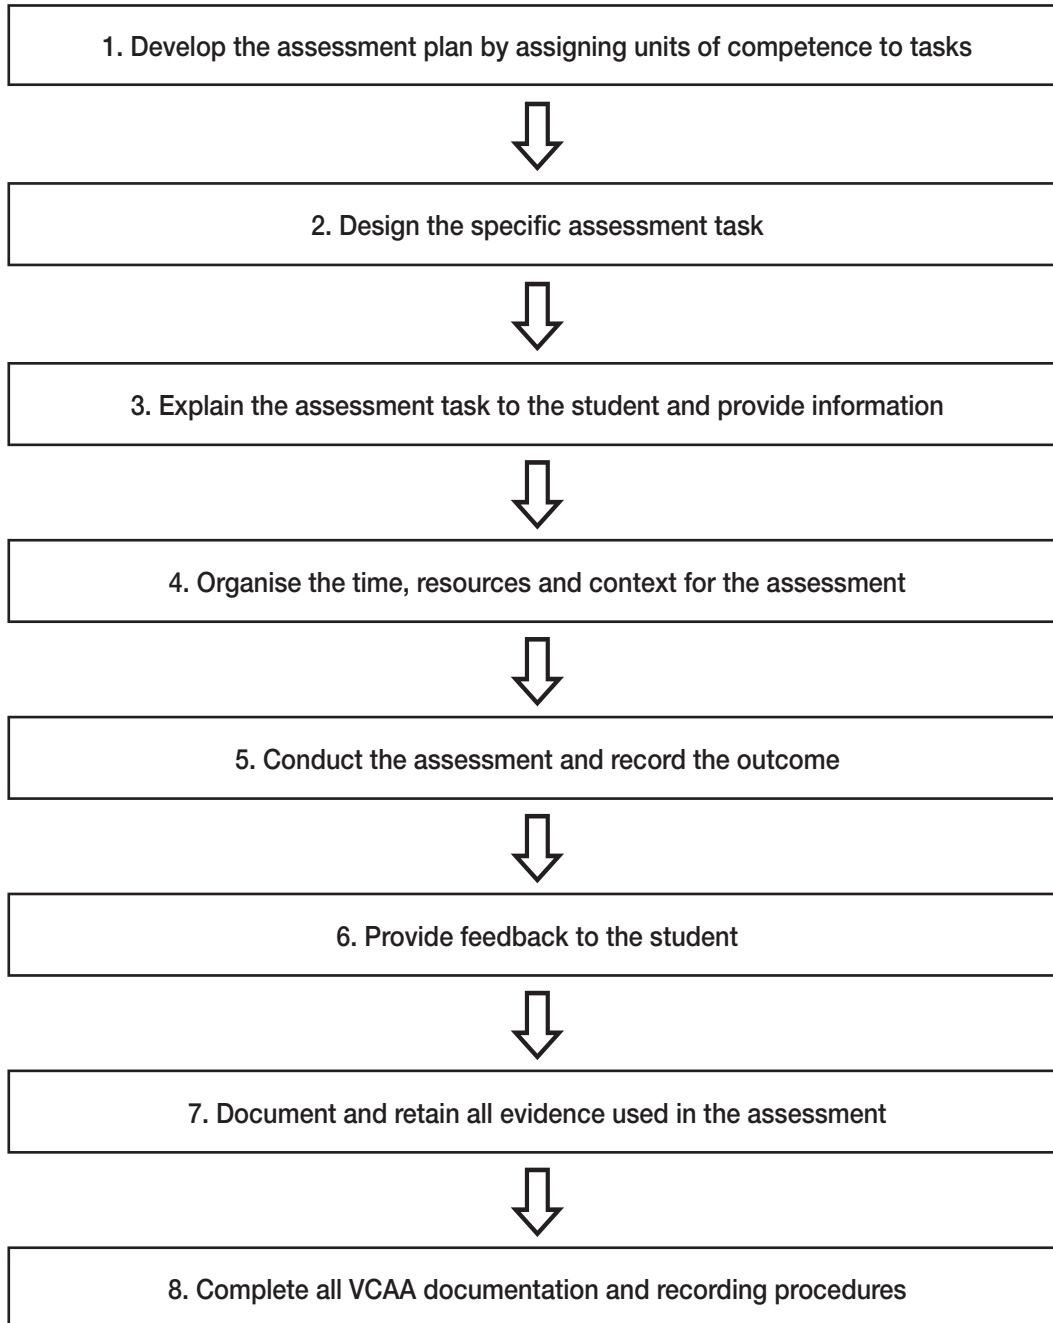 1. Develop the assessment plan by assigning units of competence to tasks
2. Design the specific assessment task
3. Explain the assessment task to the student and provide information
4. Organise the time, resources and context for the assessment
5. Conduct the assessment and record the outcome
6. Provide feedback to the student
7. Document and retain all evidence used in the assessment
8. Complete all VCAA documentation and recording procedures